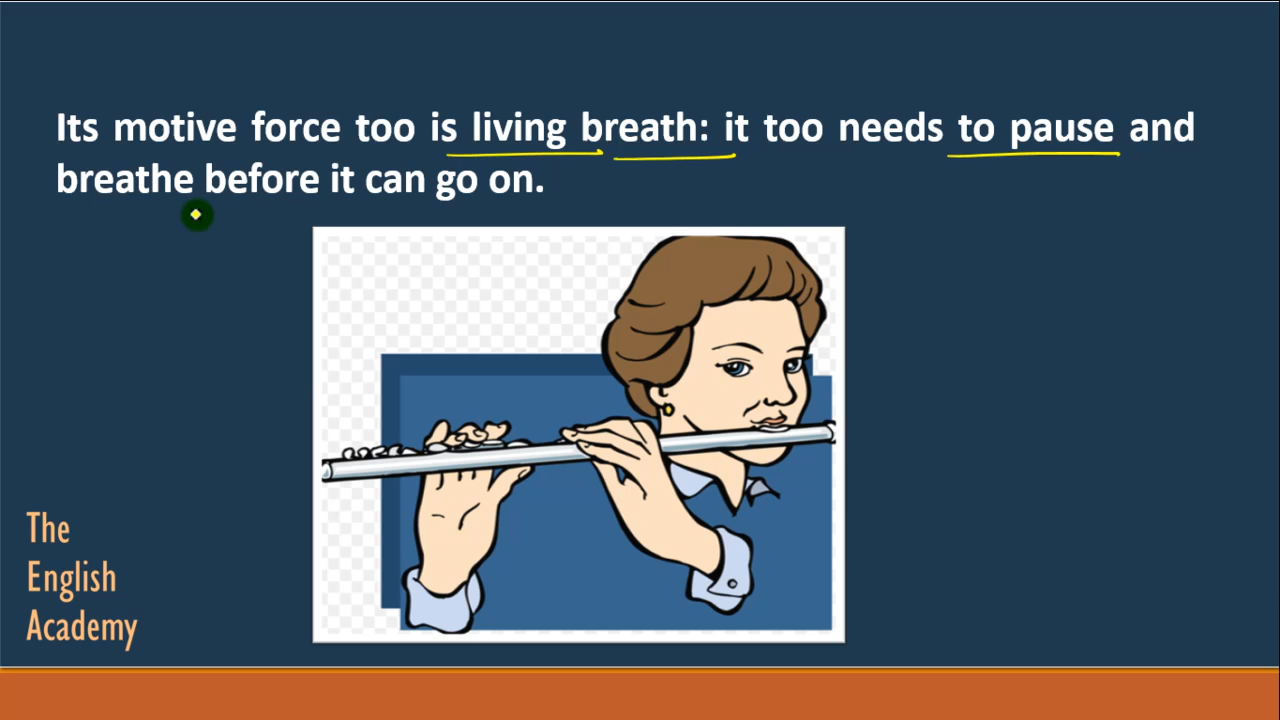 Its motive force too is living breath: it too needs to pause and
breathe before it can go on.
The
English
Academy